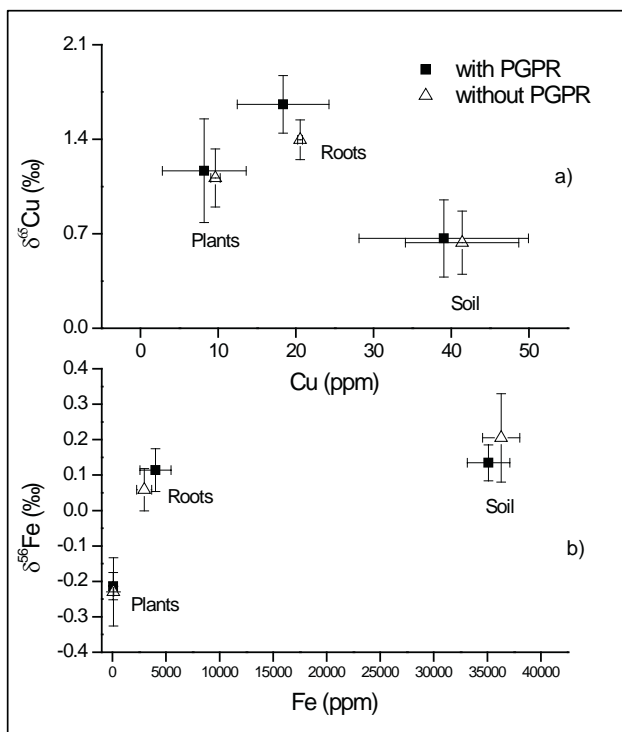 2.1
1.4
0.7
0.0
δ⁶⁵Cu (‰)
with PGPR
without PGPR
Roots
Plants
Soil
a)
0 10 20 30 40 50
Cu (ppm)
0.4
0.3
0.2
0.1
0.0
-0.1
-0.2
-0.3
-0.4
δ⁵⁶Fe (‰)
Roots
Soil
Plants
b)
0 5000 10000 15000 20000 25000 30000 35000 40000
Fe (ppm)